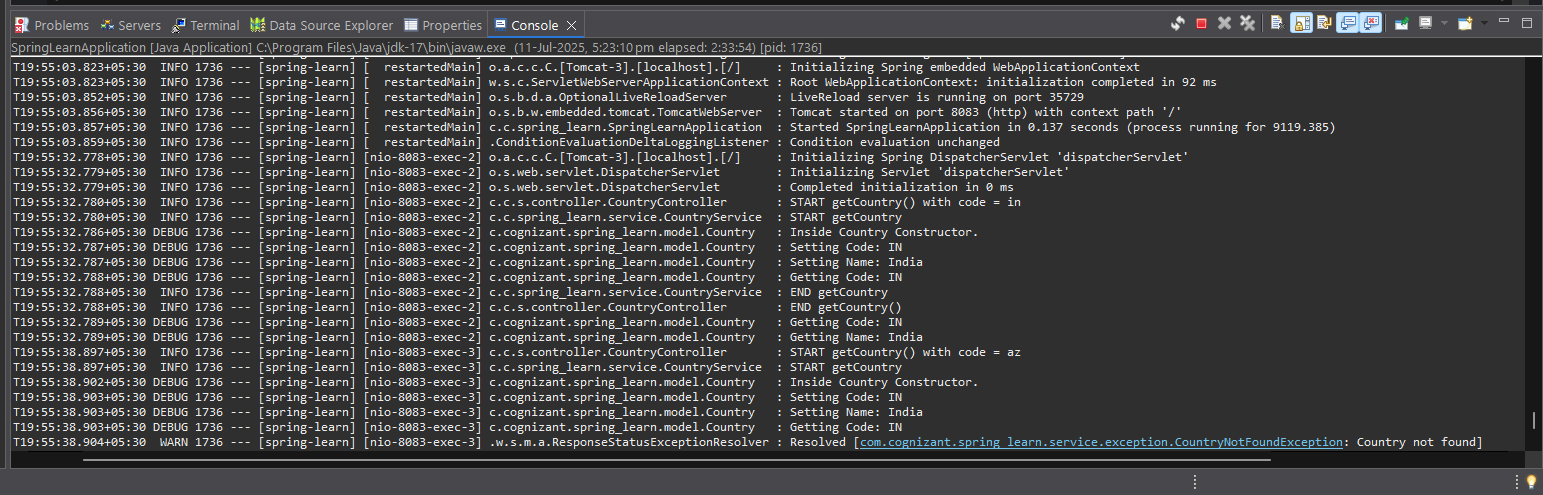 Problems Servers Terminal Data Source Explorer Properties Console
SpringLearnApplication [Java Application] C:\Program Files\Java\jdk-17\bin\javaw.exe (11-Jul-2025, 5:23:10 pm elapsed: 2:33:54) [pid: 1736]
T19:55:03.823+05:30  INFO 1736 --- [spring-learn] [  restartedMain] o.a.c.c.C.[Tomcat-3].[localhost].[/]     : Initializing Spring embedded WebApplicationContext
T19:55:03.823+05:30  INFO 1736 --- [spring-learn] [  restartedMain] w.s.c.ServletWebServerApplicationContext : Root WebApplicationContext: initialization completed in 92 ms
T19:55:03.852+05:30  INFO 1736 --- [spring-learn] [  restartedMain] o.s.b.d.a.OptionalLiveReloadServer       : LiveReload server is running on port 35729
T19:55:03.856+05:30  INFO 1736 --- [spring-learn] [  restartedMain] o.s.b.w.embedded.tomcat.TomcatWebServer  : Tomcat started on port 8083 (http) with context path '/'
T19:55:03.857+05:30  INFO 1736 --- [spring-learn] [  restartedMain] c.c.spring_learn.SpringLearnApplication  : Started SpringLearnApplication in 0.137 seconds (process running for 9119.385)
T19:55:03.859+05:30  INFO 1736 --- [spring-learn] [  restartedMain] .ConditionEvaluationDeltaLoggingListener : Condition evaluation unchanged
T19:55:32.778+05:30  INFO 1736 --- [spring-learn] [nio-8083-exec-2] o.a.c.c.C.[Tomcat-3].[localhost].[/]     : Initializing Spring DispatcherServlet 'dispatcherServlet'
T19:55:32.779+05:30  INFO 1736 --- [spring-learn] [nio-8083-exec-2] o.s.web.servlet.DispatcherServlet        : Initializing Servlet 'dispatcherServlet'
T19:55:32.779+05:30  INFO 1736 --- [spring-learn] [nio-8083-exec-2] o.s.web.servlet.DispatcherServlet        : Completed initialization in 0 ms
T19:55:32.780+05:30  INFO 1736 --- [spring-learn] [nio-8083-exec-2] c.c.s.controller.CountryController       : START getCountry() with code = in
T19:55:32.780+05:30  INFO 1736 --- [spring-learn] [nio-8083-exec-2] c.c.spring_learn.service.CountryService  : START getCountry
T19:55:32.786+05:30 DEBUG 1736 --- [spring-learn] [nio-8083-exec-2] c.cognizant.spring_learn.model.Country   : Inside Country Constructor.
T19:55:32.787+05:30 DEBUG 1736 --- [spring-learn] [nio-8083-exec-2] c.cognizant.spring_learn.model.Country   : Setting Code: IN
T19:55:32.787+05:30 DEBUG 1736 --- [spring-learn] [nio-8083-exec-2] c.cognizant.spring_learn.model.Country   : Setting Name: India
T19:55:32.788+05:30 DEBUG 1736 --- [spring-learn] [nio-8083-exec-2] c.cognizant.spring_learn.model.Country   : Getting Code: IN
T19:55:32.788+05:30  INFO 1736 --- [spring-learn] [nio-8083-exec-2] c.c.spring_learn.service.CountryService  : END getCountry
T19:55:32.788+05:30  INFO 1736 --- [spring-learn] [nio-8083-exec-2] c.c.s.controller.CountryController       : END getCountry()
T19:55:32.789+05:30 DEBUG 1736 --- [spring-learn] [nio-8083-exec-2] c.cognizant.spring_learn.model.Country   : Getting Code: IN
T19:55:32.789+05:30 DEBUG 1736 --- [spring-learn] [nio-8083-exec-2] c.cognizant.spring_learn.model.Country   : Getting Name: India
T19:55:38.897+05:30  INFO 1736 --- [spring-learn] [nio-8083-exec-3] c.c.s.controller.CountryController       : START getCountry() with code = az
T19:55:38.897+05:30  INFO 1736 --- [spring-learn] [nio-8083-exec-3] c.c.spring_learn.service.CountryService  : START getCountry
T19:55:38.902+05:30 DEBUG 1736 --- [spring-learn] [nio-8083-exec-3] c.cognizant.spring_learn.model.Country   : Inside Country Constructor.
T19:55:38.903+05:30 DEBUG 1736 --- [spring-learn] [nio-8083-exec-3] c.cognizant.spring_learn.model.Country   : Setting Code: IN
T19:55:38.903+05:30 DEBUG 1736 --- [spring-learn] [nio-8083-exec-3] c.cognizant.spring_learn.model.Country   : Setting Name: India
T19:55:38.903+05:30 DEBUG 1736 --- [spring-learn] [nio-8083-exec-3] c.cognizant.spring_learn.model.Country   : Getting Code: IN
T19:55:38.904+05:30  WARN 1736 --- [spring-learn] [nio-8083-exec-3] .w.s.m.a.ResponseStatusExceptionResolver : Resolved [com.cognizant.spring_learn.service.exception.CountryNotFoundException: Country not found]